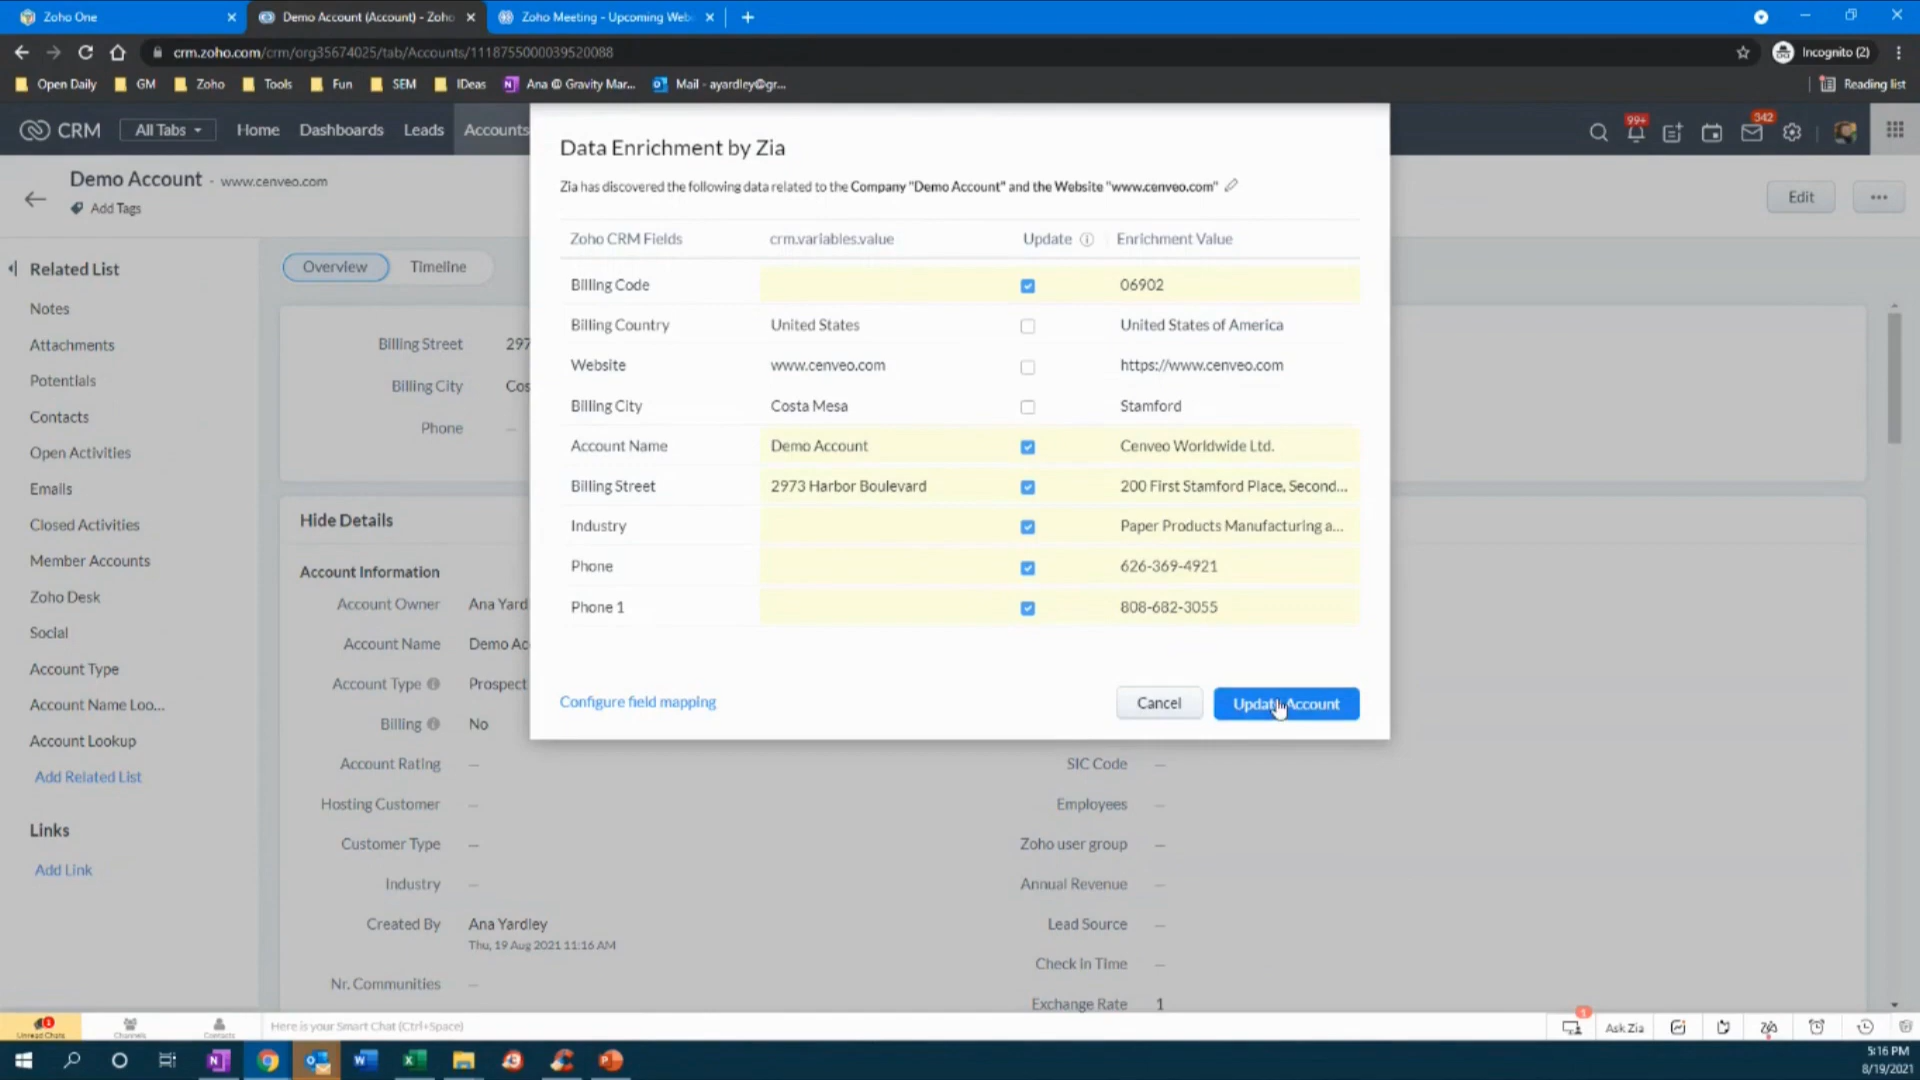 Zoho One
Demo Account (Account) - Zoho
Zoho Meeting - Upcoming Web
crm.zoho.com/crm/org35674025/tab/Accounts/1118755000039520088
Incognito (2)
Open Daily
GM
Zoho
Tools
Fun
SEM
IDeas
Ana @ Gravity Mar...
Mail - ayardley@gr...
Reading list
CRM
All Tabs
Home
Dashboards
Leads
Accounts
99+
342
Demo Account - www.cenveo.com
Add Tags
Edit
Related List
Notes
Attachments
Potentials
Contacts
Open Activities
Emails
Closed Activities
Member Accounts
Zoho Desk
Social
Account Type
Account Name Loo...
Account Lookup
Add Related List
Links
Add Link
Overview
Timeline
Billing Street 297
Billing City Cos
Phone —
Hide Details
Account Information
Account Owner Ana Yard
Account Name Demo Ac
Account Type Prospect
Billing No
Account Rating —
Hosting Customer —
Customer Type —
Industry —
Created By Ana Yardley
Thu, 19 Aug 2021 11:16 AM
Nr. Communities —
SIC Code —
Employees —
Zoho user group —
Annual Revenue —
Lead Source —
Check in Time —
Exchange Rate 1
Data Enrichment by Zia
Zia has discovered the following data related to the Company "Demo Account" and the Website "www.cenveo.com"
Zoho CRM Fields crm.variables.value Update Enrichment Value
Billing Code 06902
Billing Country United States United States of America
Website www.cenveo.com https://www.cenveo.com
Billing City Costa Mesa Stamford
Account Name Demo Account Cenveo Worldwide Ltd.
Billing Street 2973 Harbor Boulevard 200 First Stamford Place, Second...
Industry Paper Products Manufacturing a...
Phone 626-369-4921
Phone 1 808-682-3055
Configure field mapping
Cancel
Update Account
Unread Chats
Channels
Contacts
Here is your Smart Chat (Ctrl+Space)
Ask Zia
5:16 PM
8/19/2021